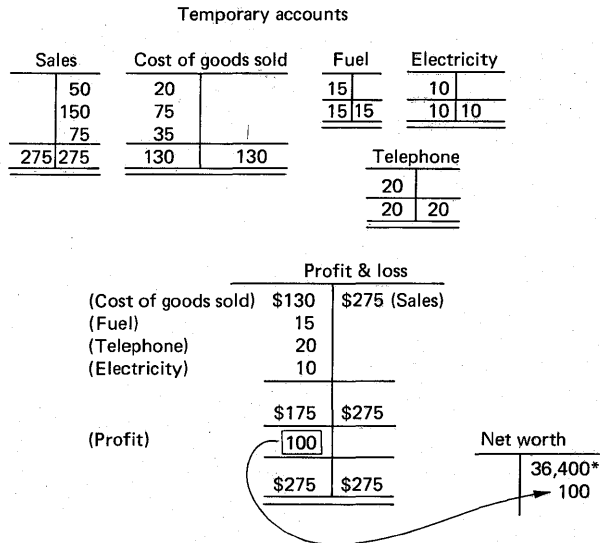 Temporary accounts
Sales Cost of goods sold Fuel Electricity
50 20 15 10
150 75 15 15 10 10
75 35
275 275 130 130
Telephone
20
20 20
Profit & loss
(Cost of goods sold) $130 $275 (Sales)
(Fuel) 15
(Telephone) 20
(Electricity) 10
$175 $275
(Profit) 100
Net worth
36,400*
$275 $275 100